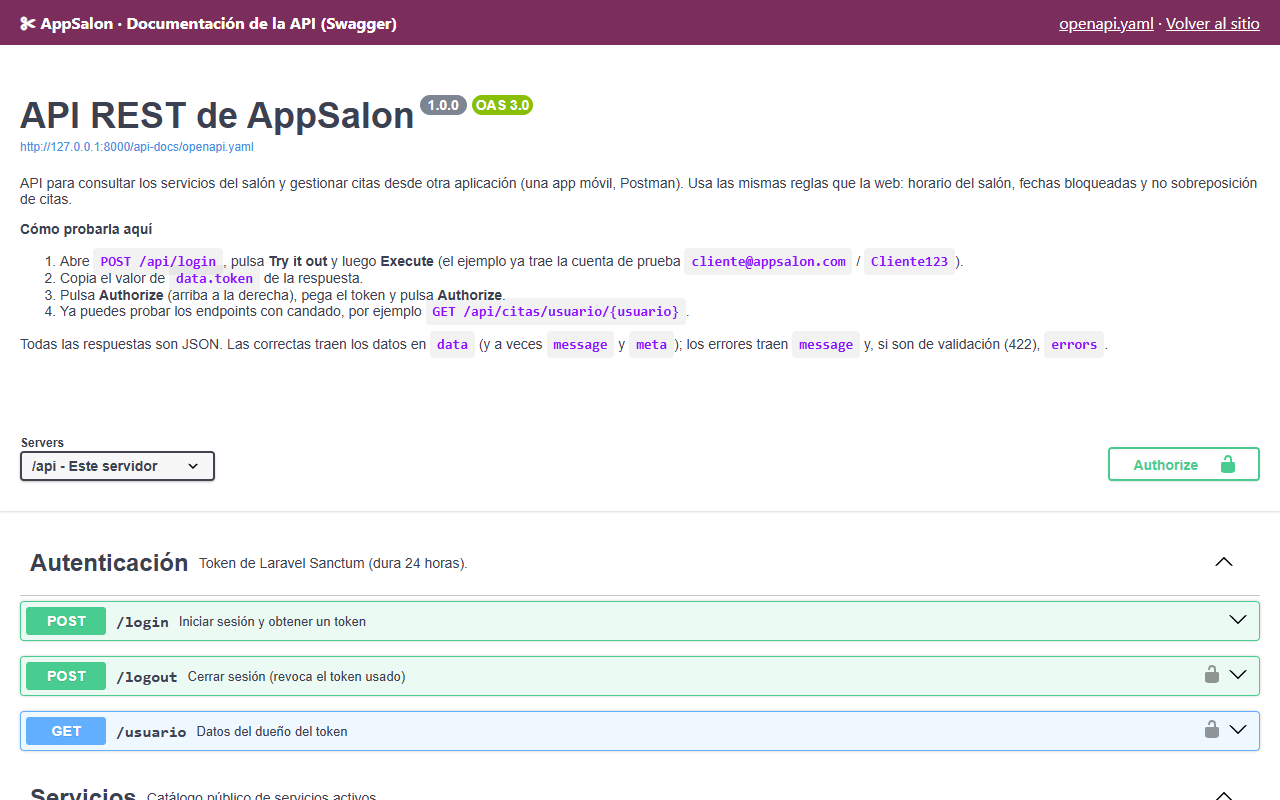 ✂ AppSalon · Documentación de la API (Swagger)
openapi.yaml · Volver al sitio
API REST de AppSalon 1.0.0 OAS 3.0
http://127.0.0.1:8000/api-docs/openapi.yaml
API para consultar los servicios del salón y gestionar citas desde otra aplicación (una app móvil, Postman). Usa las mismas reglas que la web: horario del salón, fechas bloqueadas y no sobreposición
de citas.
Cómo probarla aquí
1. Abre POST /api/login , pulsa Try it out y luego Execute (el ejemplo ya trae la cuenta de prueba cliente@appsalon.com / Cliente123 ).
2. Copia el valor de data.token de la respuesta.
3. Pulsa Authorize (arriba a la derecha), pega el token y pulsa Authorize.
4. Ya puedes probar los endpoints con candado, por ejemplo GET /api/citas/usuario/{usuario} .
Todas las respuestas son JSON. Las correctas traen los datos en data (y a veces message y meta ); los errores traen message y, si son de validación (422), errors .
Servers
/api - Este servidor
Authorize
Autenticación Token de Laravel Sanctum (dura 24 horas).
POST /login Iniciar sesión y obtener un token
POST /logout Cerrar sesión (revoca el token usado)
GET /usuario Datos del dueño del token
Servicios Catálogo público de servicios activos